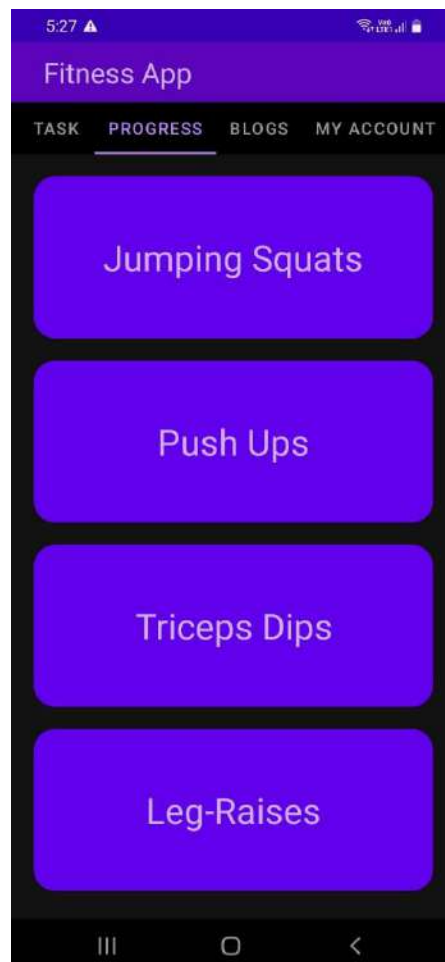 5:27
Fitness App
TASK PROGRESS BLOGS MY ACCOUNT
Jumping Squats
Push Ups
Triceps Dips
Leg-Raises